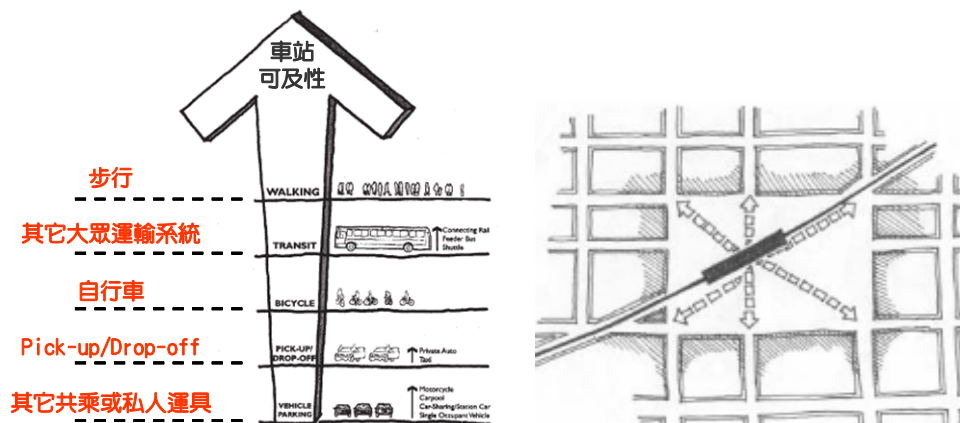 車站
可及性
步行
WALKING
其它大眾運輸系統
TRANSIT
Connecting Rail
Feeder Bus
Shuttle
自行車
BICYCLE
Pick-up/Drop-off
PICK-UP/
DROP-OFF
Private Auto
Taxi
其它共乘或私人運具
VEHICLE
PARKING
Motorcycle
Carpool
Car-Sharing/Station Car
Single Occupant Vehicle